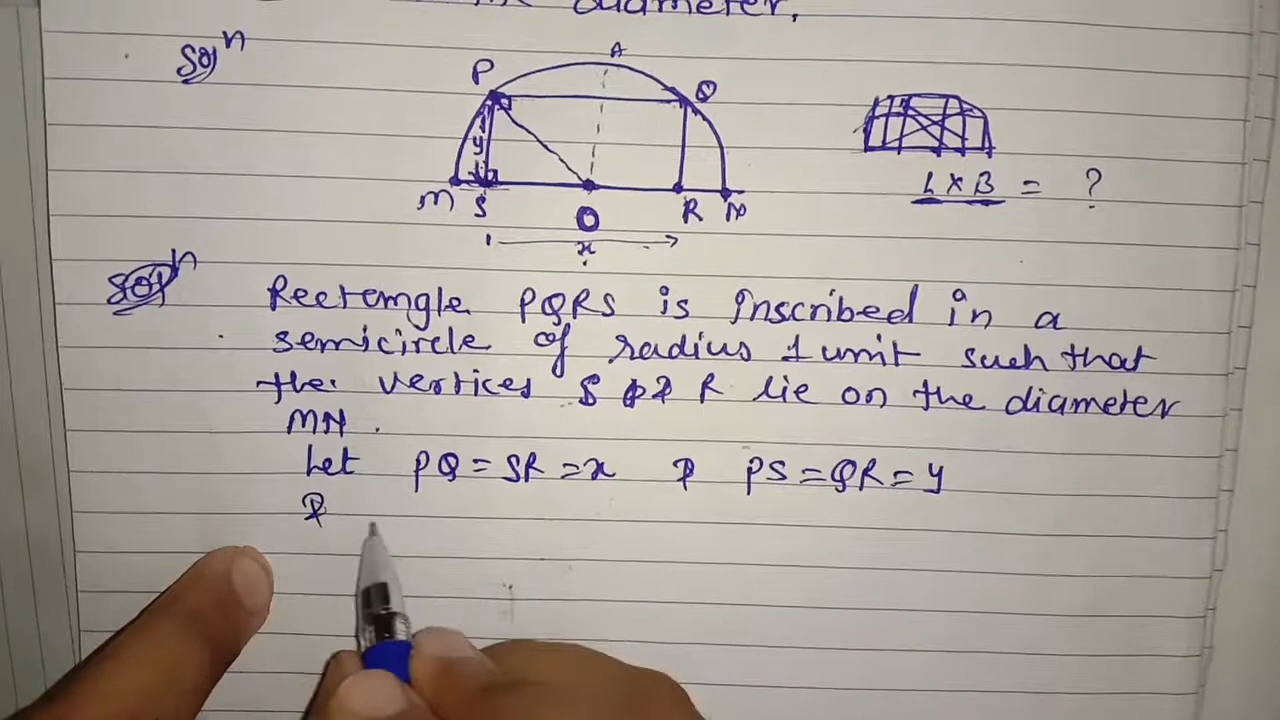 diameter.
Solⁿ
A
P
Q
y
M S O R N
x
L × B = ?
Solⁿ Rectangle PQRS is inscribed in a
semicircle of radius 1 unit such that
the vertices S & R lie on the diameter
MN.
Let PQ = SR = x & PS = QR = y
&